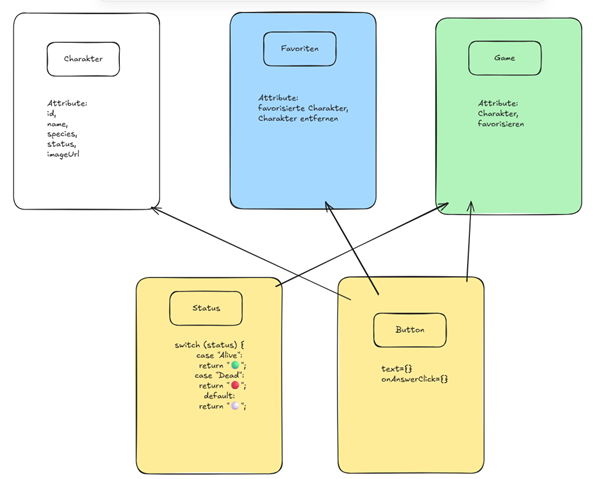 Charakter
Attribute:
id,
name,
species,
status,
imageUrl
Favoriten
Attribute:
favorisierte Charakter,
Charakter entfernen
Game
Attribute:
Charakter,
favorisieren
Status
switch (status) {
case "Alive":
return "🟢";
case "Dead":
return "🔴";
default:
return "⚪";
Button
text={}
onAnswerClick={}